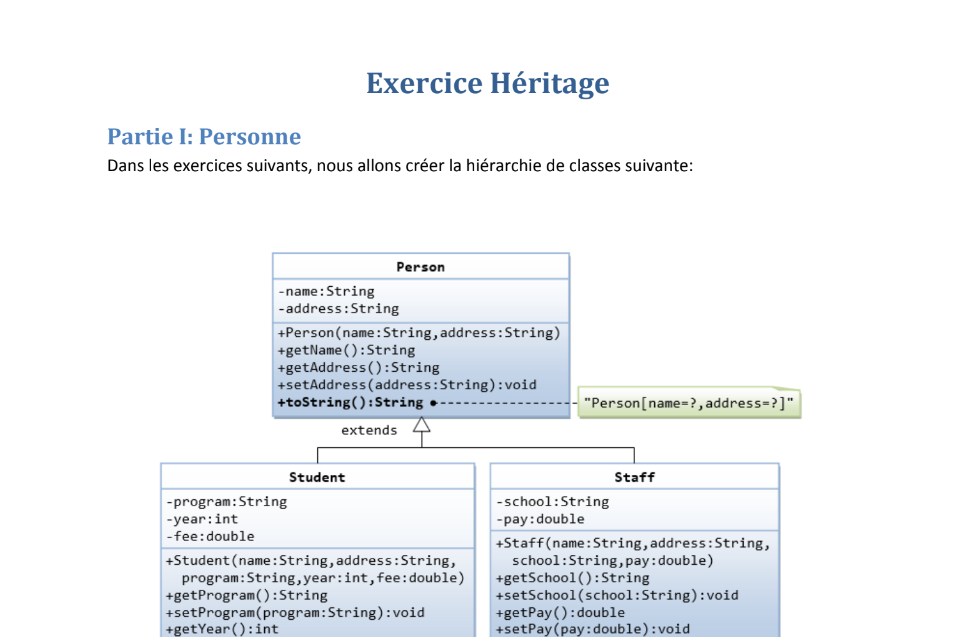 Exercice Héritage
Partie I: Personne
Dans les exercices suivants, nous allons créer la hiérarchie de classes suivante:
Person
-name:String
-address:String
+Person(name:String,address:String)
+getName():String
+getAddress():String
+setAddress(address:String):void
+toString():String
"Person[name=?,address=?]"
extends
Student
-program:String
-year:int
-fee:double
+Student(name:String,address:String,
program:String,year:int,fee:double)
+getProgram():String
+setProgram(program:String):void
+getYear():int
Staff
-school:String
-pay:double
+Staff(name:String,address:String,
school:String,pay:double)
+getSchool():String
+setSchool(school:String):void
+getPay():double
+setPay(pay:double):void